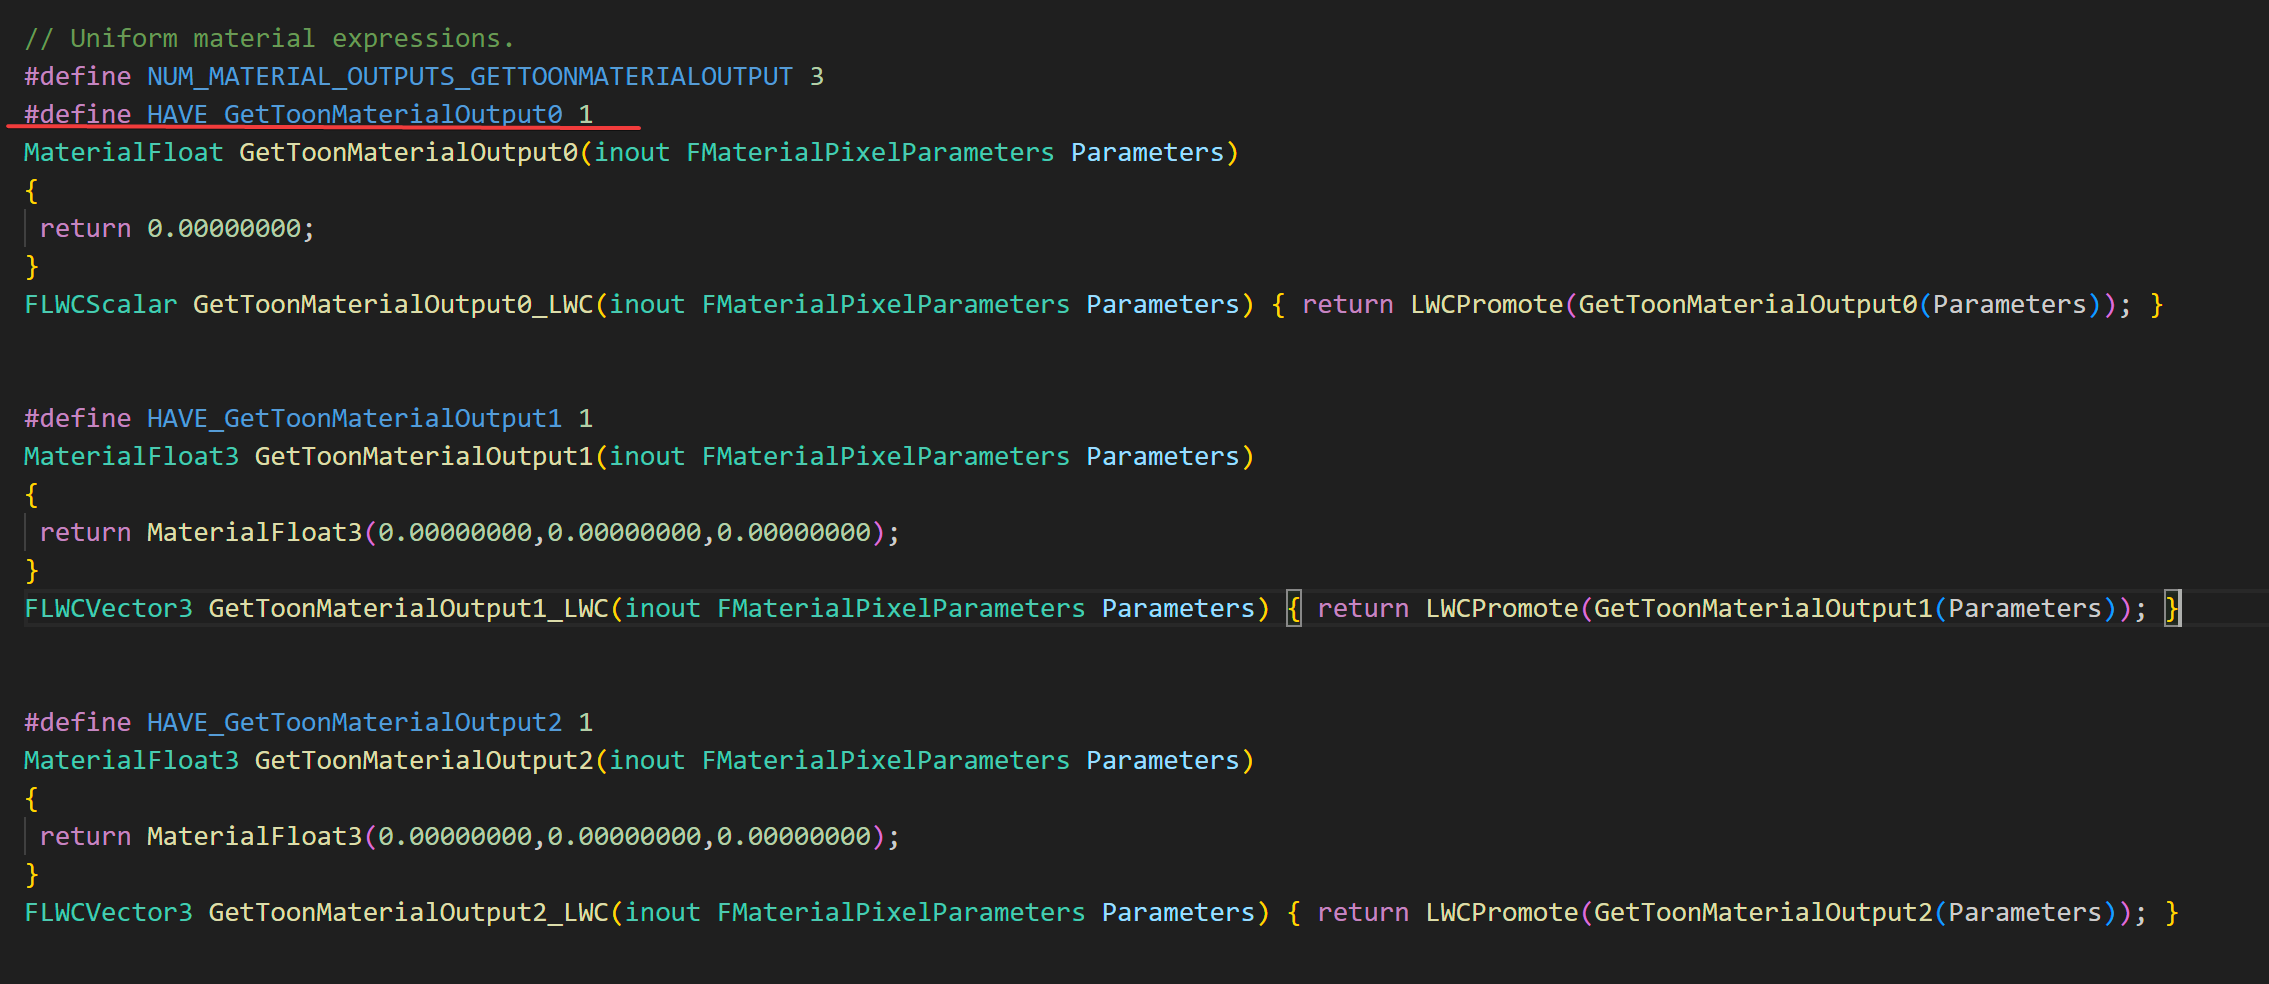 // Uniform material expressions.
#define NUM_MATERIAL_OUTPUTS_GETTOONMATERIALOUTPUT 3
#define HAVE_GetToonMaterialOutput0 1
MaterialFloat GetToonMaterialOutput0(inout FMaterialPixelParameters Parameters)
{
return 0.00000000;
}
FLWCScalar GetToonMaterialOutput0_LWC(inout FMaterialPixelParameters Parameters) { return LWCPromote(GetToonMaterialOutput0(Parameters)); }
#define HAVE_GetToonMaterialOutput1 1
MaterialFloat3 GetToonMaterialOutput1(inout FMaterialPixelParameters Parameters)
{
return MaterialFloat3(0.00000000,0.00000000,0.00000000);
}
FLWCVector3 GetToonMaterialOutput1_LWC(inout FMaterialPixelParameters Parameters) { return LWCPromote(GetToonMaterialOutput1(Parameters)); }
#define HAVE_GetToonMaterialOutput2 1
MaterialFloat3 GetToonMaterialOutput2(inout FMaterialPixelParameters Parameters)
{
return MaterialFloat3(0.00000000,0.00000000,0.00000000);
}
FLWCVector3 GetToonMaterialOutput2_LWC(inout FMaterialPixelParameters Parameters) { return LWCPromote(GetToonMaterialOutput2(Parameters)); }